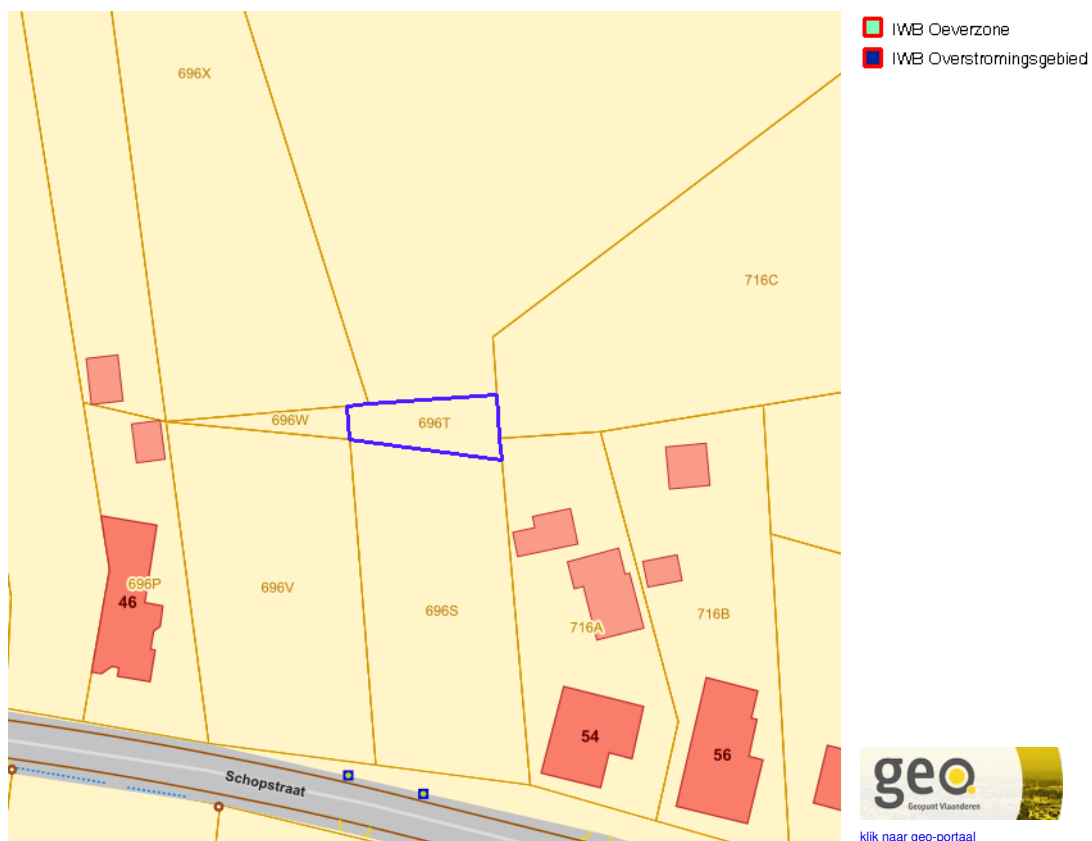 696X
IWB Oeverzone
IWB Overstromingsgebied
716C
696W
696T
696P
46
696V
696S
716A
716B
54
56
Schopstraat
geo
Geopunt Vlaanderen
klik naar geo-portaal